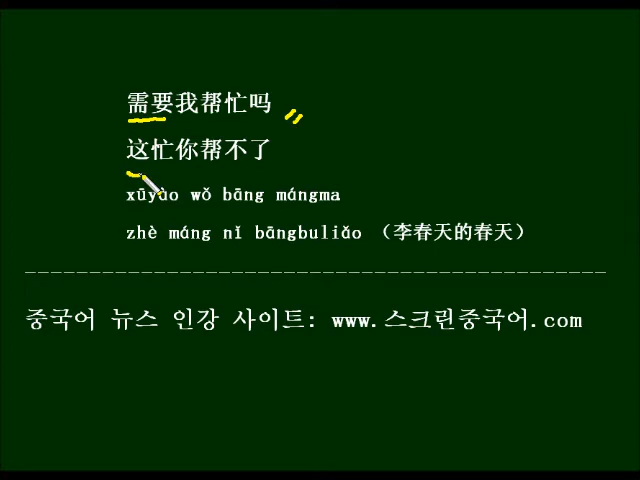 需要我帮忙吗
这忙你帮不了
xūyào wǒ bāng mángma
zhè máng nǐ bāngbuliǎo （李春天的春天）
중국어 뉴스 인강 사이트: www.스크린중국어.com